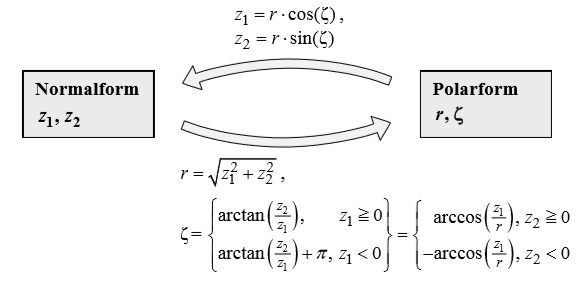 z₁ = r · cos(ζ),
z₂ = r · sin(ζ)
Normalform
z₁, z₂
Polarform
r, ζ
r = √(z₁² + z₂²),
ζ = { arctan(z₂/z₁), z₁ ≧ 0 } = { arccos(z₁/r), z₂ ≧ 0
{ arctan(z₂/z₁) + π, z₁ < 0 } { −arccos(z₁/r), z₂ < 0